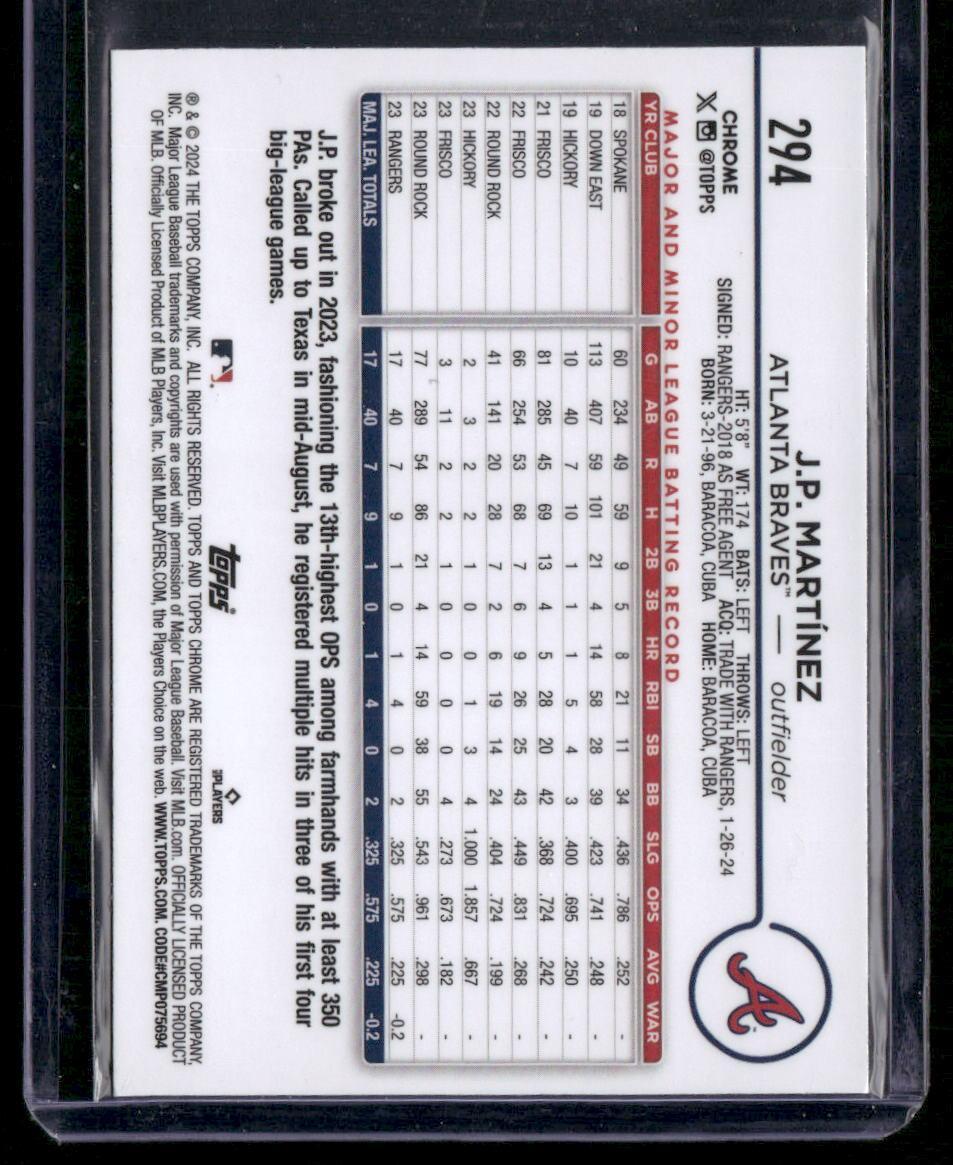 294
J.P. MARTÍNEZ
ATLANTA BRAVES™ — outfielder
CHROME
@TOPPS
HT: 5'8" WT: 174 BATS: LEFT THROWS: LEFT
SIGNED: RANGERS-2018 AS FREE AGENT ACQ: TRADE WITH RANGERS, 1-26-24
BORN: 3-21-96, BARACOA, CUBA HOME: BARACOA, CUBA
MAJOR AND MINOR LEAGUE BATTING RECORD
YR CLUB G AB R H 2B 3B HR RBI SB BB SLG OPS AVG WAR
18 SPOKANE 60 234 49 59 9 5 8 21 11 34 .436 .786 .252 -
19 DOWN EAST 113 407 59 101 21 4 14 58 28 39 .423 .741 .248 -
19 HICKORY 10 40 7 10 1 1 1 5 4 3 .400 .695 .250 -
21 FRISCO 81 285 45 69 13 4 5 28 20 42 .368 .724 .242 -
22 FRISCO 66 254 53 68 7 6 9 26 25 43 .449 .831 .268 -
22 ROUND ROCK 41 141 20 28 7 2 6 19 14 24 .404 .724 .199 -
23 HICKORY 2 3 2 2 1 0 0 1 3 4 1.000 1.857 .667 -
23 FRISCO 3 11 2 2 1 0 0 0 0 4 .273 .673 .182 -
23 ROUND ROCK 77 289 54 86 21 4 14 59 38 55 .543 .961 .298 -
23 RANGERS 17 40 7 9 1 0 1 4 0 2 .325 .575 .225 -0.2
MAJ. LEA. TOTALS 17 40 7 9 1 0 1 4 0 2 .325 .575 .225 -0.2
J.P. broke out in 2023, fashioning the 13th-highest OPS among farmhands with at least 350
PAs. Called up to Texas in mid-August, he registered multiple hits in three of his first four
big-league games.
topps
MLB PLAYERS
® & © 2024 THE TOPPS COMPANY, INC. ALL RIGHTS RESERVED. TOPPS AND TOPPS CHROME ARE REGISTERED TRADEMARKS OF THE TOPPS COMPANY,
INC. Major League Baseball trademarks and copyrights are used with permission of Major League Baseball. Visit MLB.com. OFFICIALLY LICENSED PRODUCT
OF MLB. Officially Licensed Product of MLB Players, Inc. Visit MLBPLAYERS.COM, the Players Choice on the web. WWW.TOPPS.COM. CODE#CMP075694